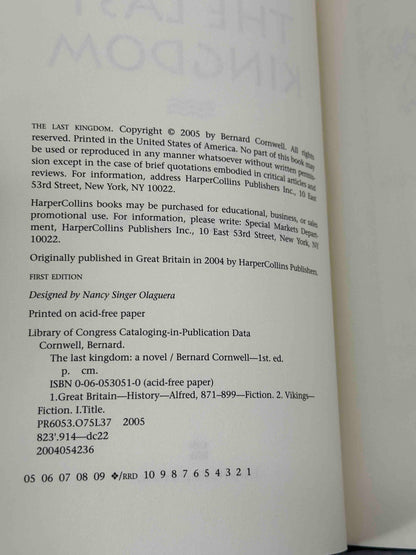 THE LAST
KINGDOM
THE LAST KINGDOM. Copyright © 2005 by Bernard Cornwell. All rights
reserved. Printed in the United States of America. No part of this book may
be used or reproduced in any manner whatsoever without written permis-
sion except in the case of brief quotations embodied in critical articles and
reviews. For information, address HarperCollins Publishers Inc., 10 East
53rd Street, New York, NY 10022.
HarperCollins books may be purchased for educational, business, or sales
promotional use. For information, please write: Special Markets Depart-
ment, HarperCollins Publishers Inc., 10 East 53rd Street, New York, NY
10022.
Originally published in Great Britain in 2004 by HarperCollins Publishers.
FIRST EDITION
Designed by Nancy Singer Olaguera
Printed on acid-free paper
Library of Congress Cataloging-in-Publication Data
Cornwell, Bernard.
The last kingdom: a novel / Bernard Cornwell—1st. ed.
p. cm.
ISBN 0-06-053051-0 (acid-free paper)
1.Great Britain—History—Alfred, 871–899—Fiction. 2. Vikings—
Fiction. I.Title.
PR6053.O75L37 2005
823'.914—dc22
2004054236
05 06 07 08 09 ❖/RRD 10 9 8 7 6 5 4 3 2 1